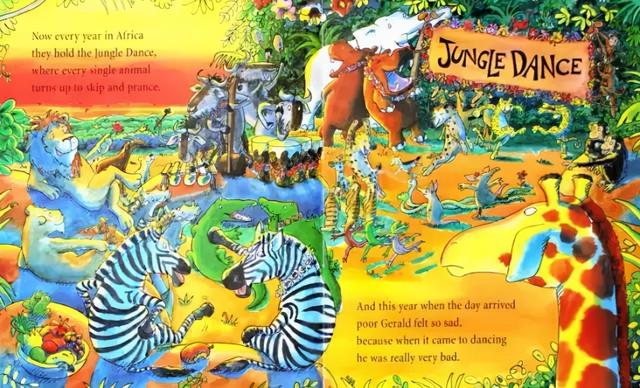 Now every year in Africa
they hold the Jungle Dance,
where every single animal
turns up to skip and prance.
JUNGLE DANCE
And this year when the day arrived
poor Gerald felt so sad,
because when it came to dancing
he was really very bad.